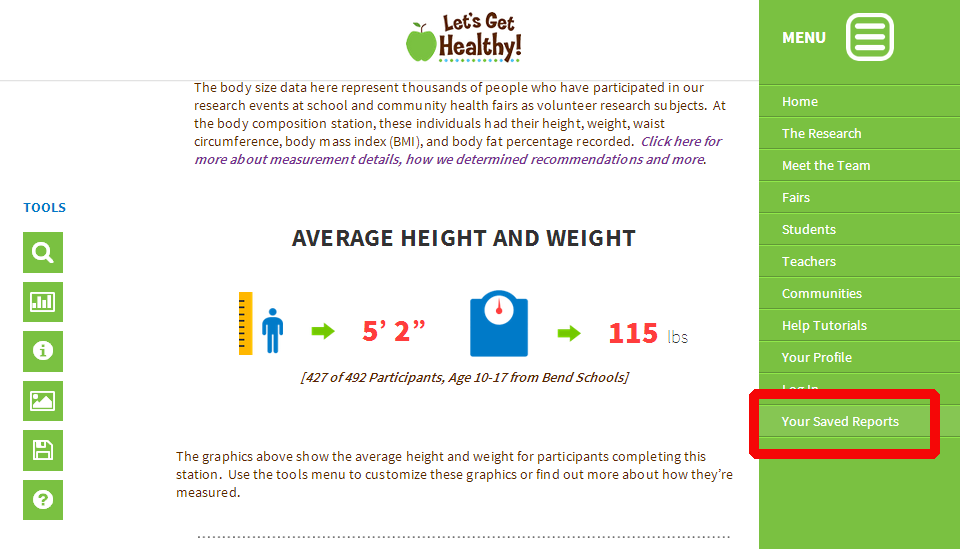 Let's Get
Healthy!
MENU
The body size data here represent thousands of people who have participated in our
research events at school and community health fairs as volunteer research subjects. At
the body composition station, these individuals had their height, weight, waist
circumference, body mass index (BMI), and body fat percentage recorded. Click here for
more about measurement details, how we determined recommendations and more.
TOOLS
AVERAGE HEIGHT AND WEIGHT
5’ 2”
115 lbs
[427 of 492 Participants, Age 10-17 from Bend Schools]
The graphics above show the average height and weight for participants completing this
station. Use the tools menu to customize these graphics or find out more about how they’re
measured.
Home
The Research
Meet the Team
Fairs
Students
Teachers
Communities
Help Tutorials
Your Profile
Log In
Your Saved Reports